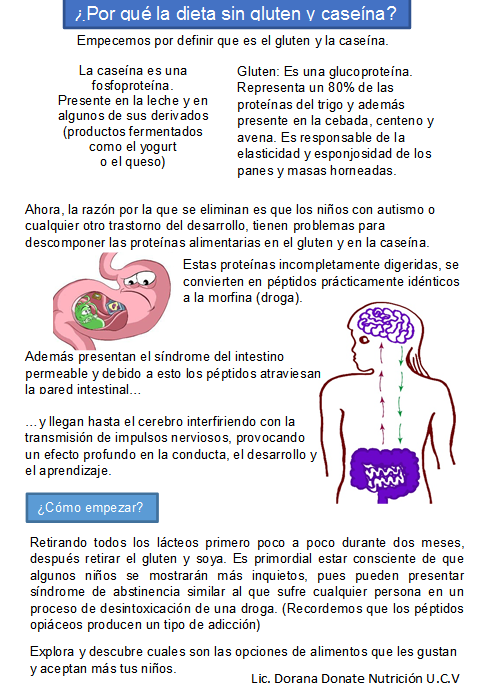 ¿Por qué la dieta sin gluten y caseína?
Empecemos por definir que es el gluten y la caseína.
La caseína es una
fosfoproteína.
Presente en la leche y en
algunos de sus derivados
(productos fermentados
como el yogurt
o el queso)
Gluten: Es una glucoproteína.
Representa un 80% de las
proteínas del trigo y además
presente en la cebada, centeno y
avena. Es responsable de la
elasticidad y esponjosidad de los
panes y masas horneadas.
Ahora, la razón por la que se eliminan es que los niños con autismo o
cualquier otro trastorno del desarrollo, tienen problemas para
descomponer las proteínas alimentarias en el gluten y en la caseína.
Estas proteínas incompletamente digeridas, se
convierten en péptidos prácticamente idénticos
a la morfina (droga).
Además presentan el síndrome del intestino
permeable y debido a esto los péptidos atraviesan
la pared intestinal...
...y llegan hasta el cerebro interfiriendo con la
transmisión de impulsos nerviosos, provocando
un efecto profundo en la conducta, el desarrollo y
el aprendizaje.
¿Cómo empezar?
Retirando todos los lácteos primero poco a poco durante dos meses,
después retirar el gluten y soya. Es primordial estar consciente de que
algunos niños se mostrarán más inquietos, pues pueden presentar
síndrome de abstinencia similar al que sufre cualquier persona en un
proceso de desintoxicación de una droga. (Recordemos que los péptidos
opiáceos producen un tipo de adicción)
Explora y descubre cuales son las opciones de alimentos que les gustan
y aceptan más tus niños.
Lic. Dorana Donate Nutrición U.C.V